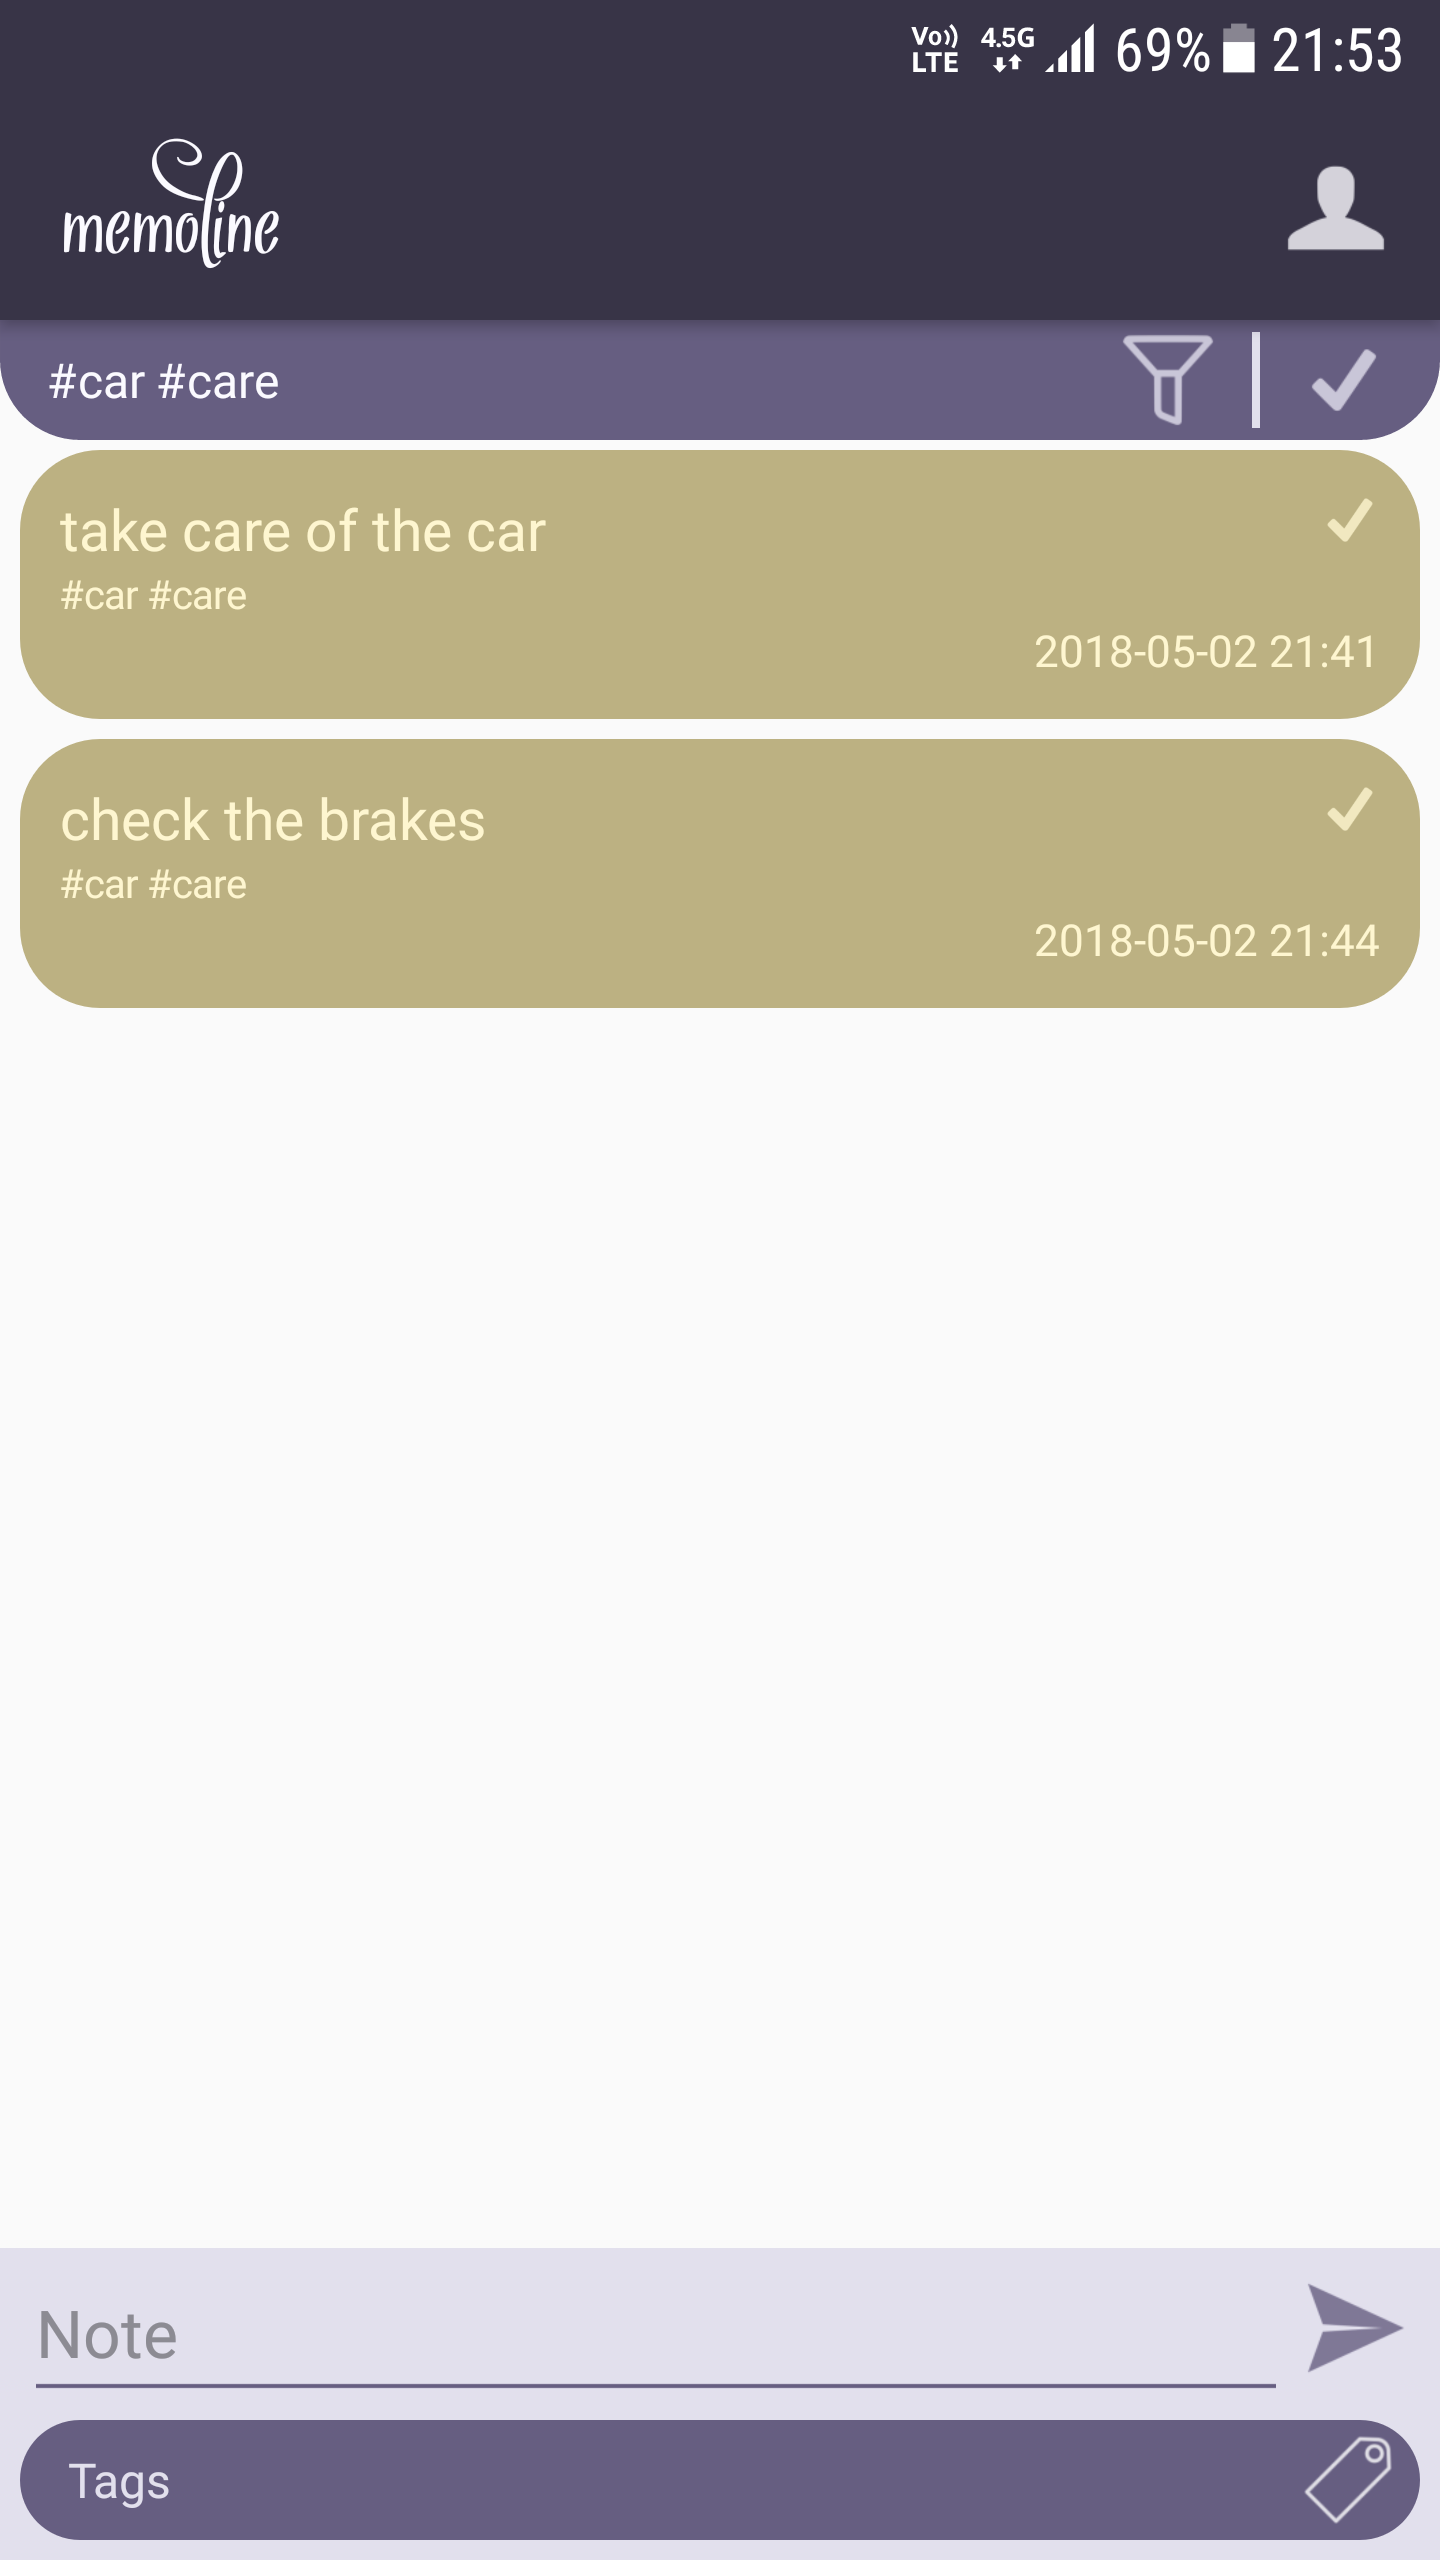 Vo)) 4.5G 69% 21:53
LTE
memoline
#car #care
take care of the car
#car #care
2018-05-02 21:41
check the brakes
#car #care
2018-05-02 21:44
Note
Tags